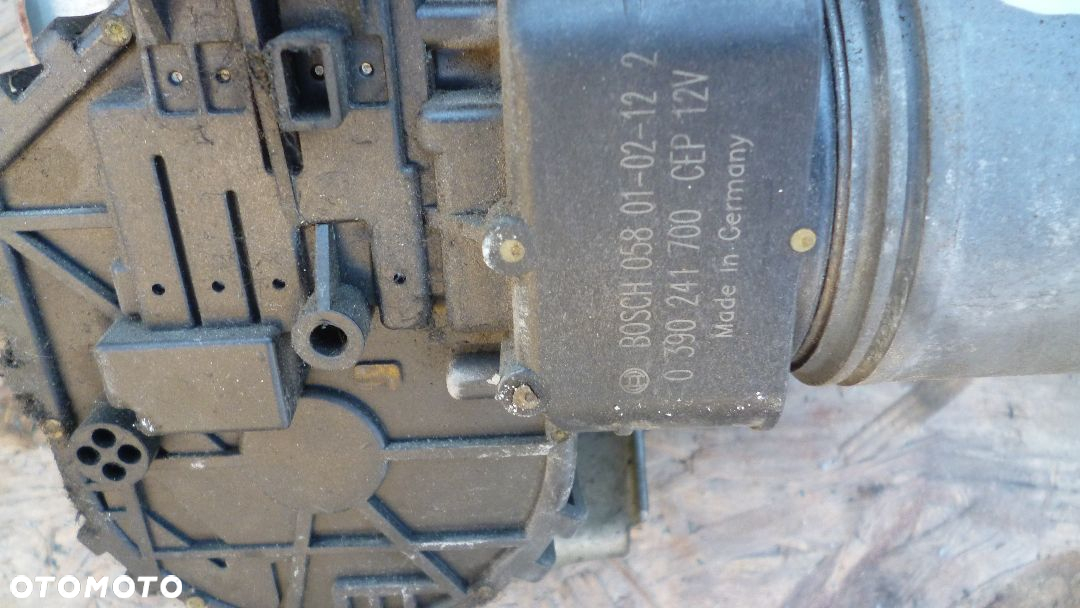 BOSCH 058 01-02-12 2
0 390 241 700 CEP 12V
Made In Germany
OTOMOTO